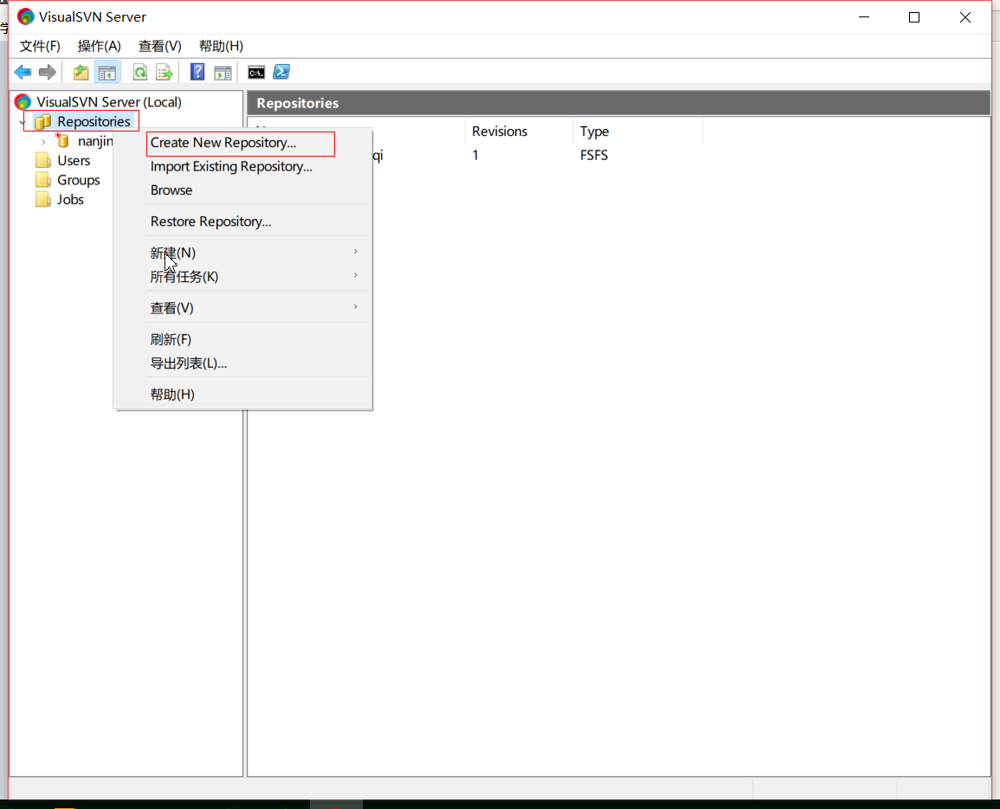 VisualSVN Server
文件(F) 操作(A) 查看(V) 帮助(H)
VisualSVN Server (Local)
Repositories
nanjin
Users
Groups
Jobs
Repositories
Revisions Type
qi 1 FSFS
Create New Repository...
Import Existing Repository...
Browse
Restore Repository...
新建(N)
所有任务(K)
查看(V)
刷新(F)
导出列表(L)...
帮助(H)